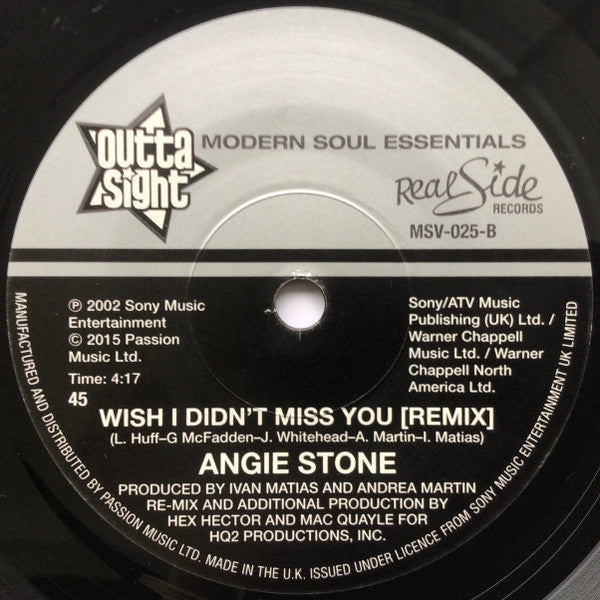 outta
sight
MODERN SOUL ESSENTIALS
Real Side
RECORDS
MSV-025-B
℗ 2002 Sony Music
Entertainment
© 2015 Passion
Music Ltd.
Time: 4:17
45
Sony/ATV Music
Publishing (UK) Ltd. /
Warner Chappell
Music Ltd. / Warner
Chappell North
America Ltd.
WISH I DIDN'T MISS YOU [REMIX]
(L. Huff–G McFadden–J. Whitehead–A. Martin–I. Matias)
ANGIE STONE
PRODUCED BY IVAN MATIAS AND ANDREA MARTIN
RE-MIX AND ADDITIONAL PRODUCTION BY
HEX HECTOR AND MAC QUAYLE FOR
HQ2 PRODUCTIONS, INC.
MANUFACTURED AND DISTRIBUTED BY PASSION MUSIC LTD. MADE IN THE U.K. ISSUED UNDER LICENCE FROM SONY MUSIC ENTERTAINMENT UK LIMITED